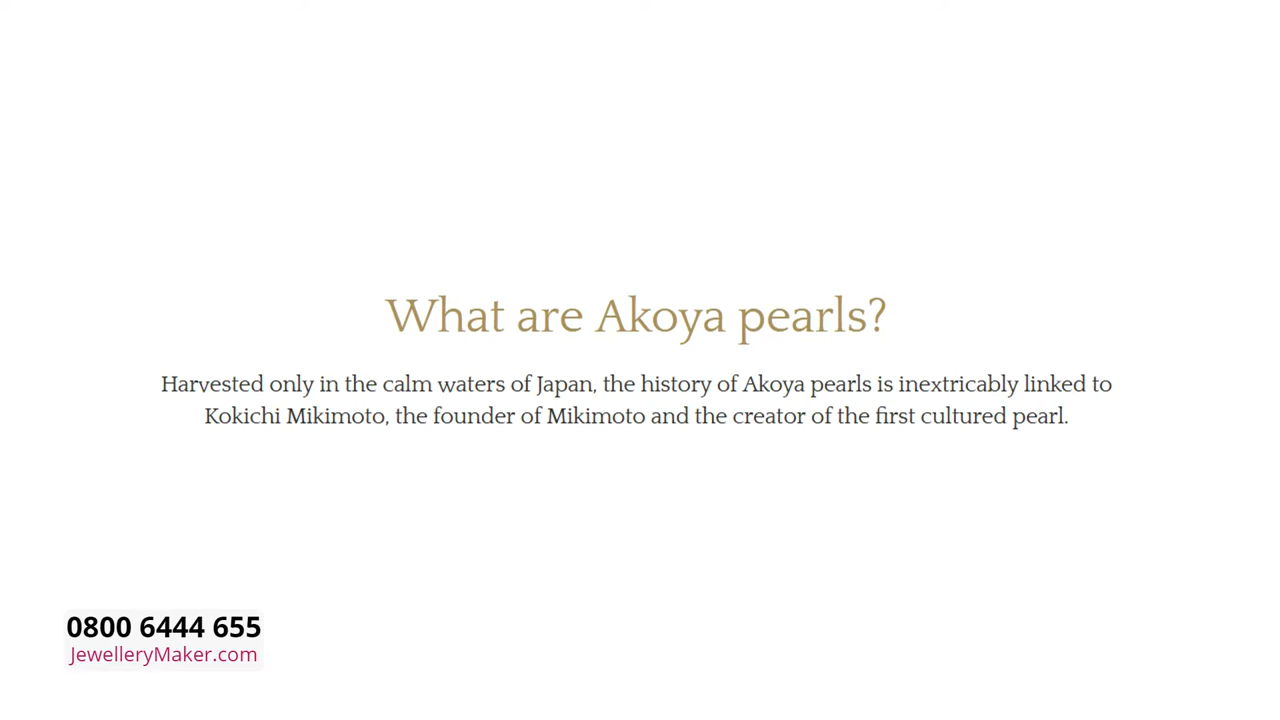 What are Akoya pearls?
Harvested only in the calm waters of Japan, the history of Akoya pearls is inextricably linked to
Kokichi Mikimoto, the founder of Mikimoto and the creator of the first cultured pearl.
0800 6444 655
JewelleryMaker.com